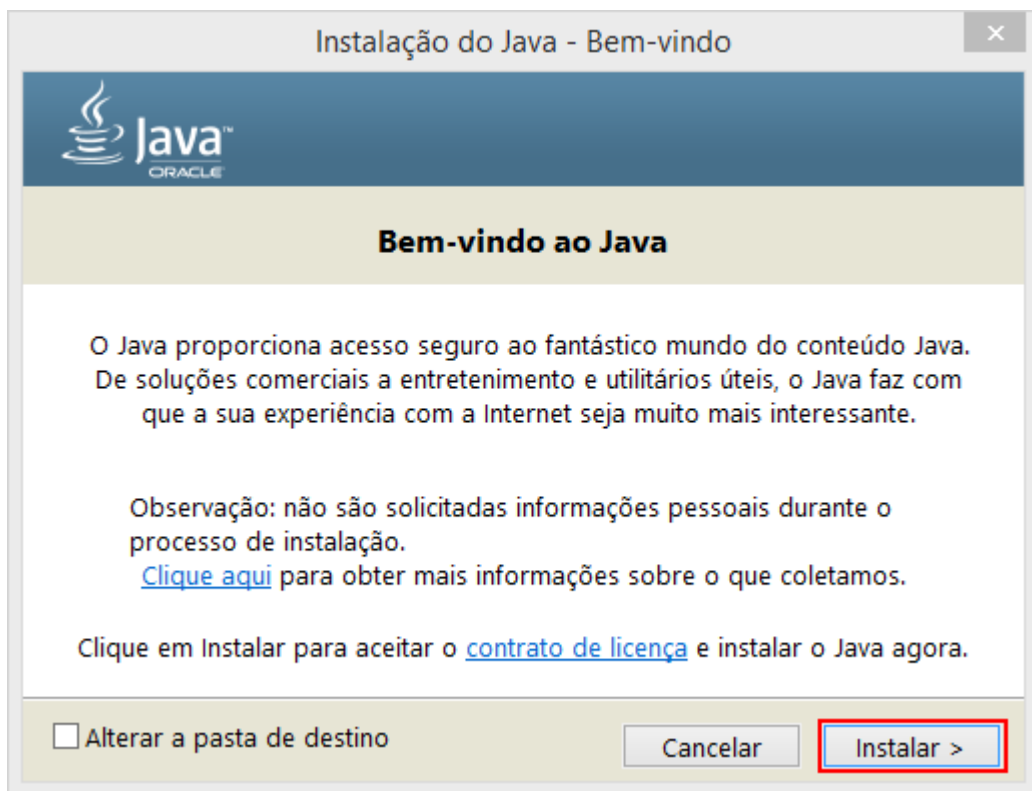 Instalação do Java - Bem-vindo
Java™
ORACLE
Bem-vindo ao Java
O Java proporciona acesso seguro ao fantástico mundo do conteúdo Java.
De soluções comerciais a entretenimento e utilitários úteis, o Java faz com
que a sua experiência com a Internet seja muito mais interessante.
Observação: não são solicitadas informações pessoais durante o
processo de instalação.
Clique aqui para obter mais informações sobre o que coletamos.
Clique em Instalar para aceitar o contrato de licença e instalar o Java agora.
Alterar a pasta de destino
Cancelar
Instalar >